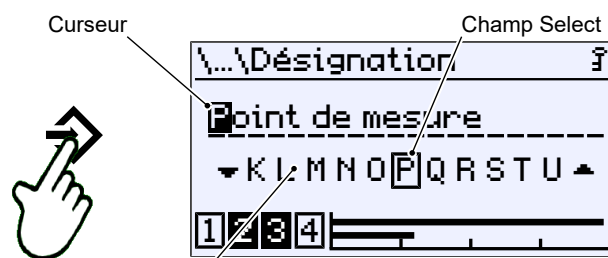 Curseur
Champ Select
\...\Désignation
Point de mesure
K L M N O P Q R S T U
1 2 3 4